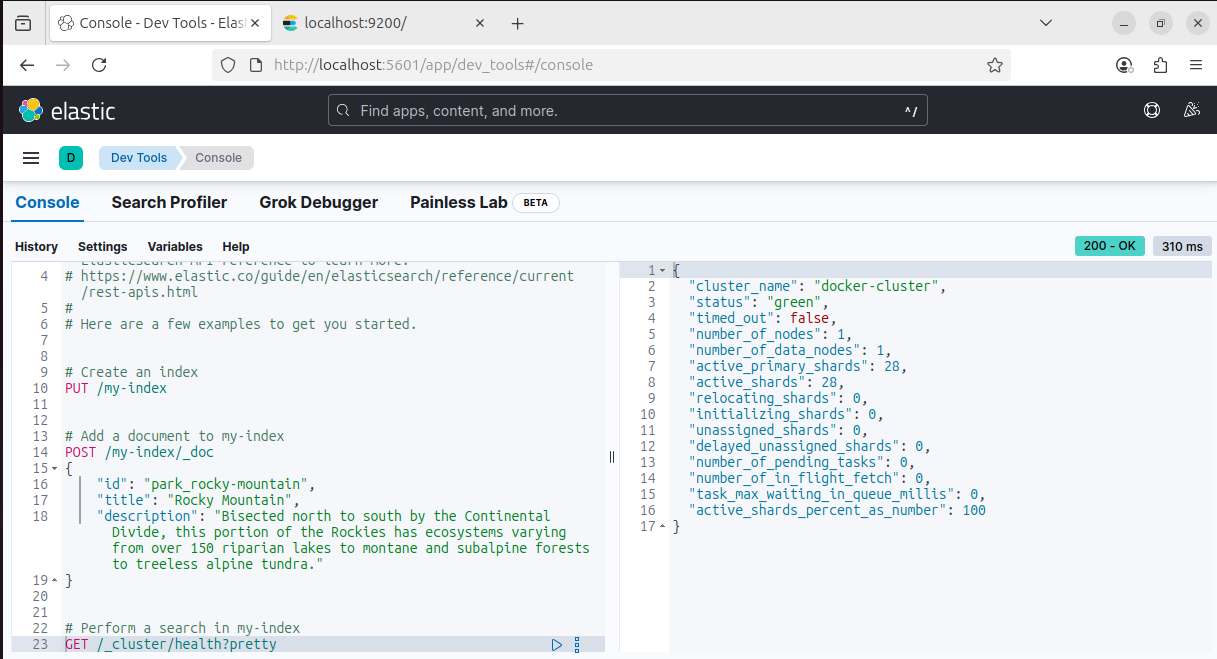 Console - Dev Tools - Elas
localhost:9200/
http://localhost:5601/app/dev_tools#/console
elastic
Find apps, content, and more.
^/
D
Dev Tools
Console
Console
Search Profiler
Grok Debugger
Painless Lab
BETA
History
Settings
Variables
Help
200 - OK
310 ms
Elasticsearch API reference to learn more.
4 # https://www.elastic.co/guide/en/elasticsearch/reference/current
/rest-apis.html
5 #
6 # Here are a few examples to get you started.
7
8
9 # Create an index
10 PUT /my-index
11
12
13 # Add a document to my-index
14 POST /my-index/_doc
15 {
16 "id": "park_rocky-mountain",
17 "title": "Rocky Mountain",
18 "description": "Bisected north to south by the Continental
Divide, this portion of the Rockies has ecosystems varying
from over 150 riparian lakes to montane and subalpine forests
to treeless alpine tundra."
19 }
20
21
22 # Perform a search in my-index
23 GET /_cluster/health?pretty
1 {
2 "cluster_name": "docker-cluster",
3 "status": "green",
4 "timed_out": false,
5 "number_of_nodes": 1,
6 "number_of_data_nodes": 1,
7 "active_primary_shards": 28,
8 "active_shards": 28,
9 "relocating_shards": 0,
10 "initializing_shards": 0,
11 "unassigned_shards": 0,
12 "delayed_unassigned_shards": 0,
13 "number_of_pending_tasks": 0,
14 "number_of_in_flight_fetch": 0,
15 "task_max_waiting_in_queue_millis": 0,
16 "active_shards_percent_as_number": 100
17 }